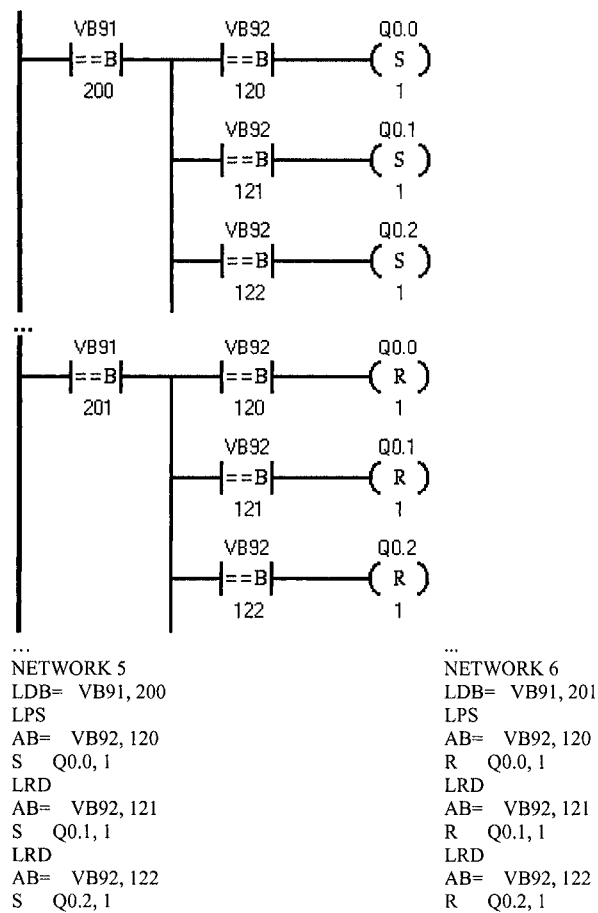 VB91 VB92 Q0.0
==B ==B S
200 120 1
VB92 Q0.1
==B S
121 1
VB92 Q0.2
==B S
122 1
...
VB91 VB92 Q0.0
==B ==B R
201 120 1
VB92 Q0.1
==B R
121 1
VB92 Q0.2
==B R
122 1
...
NETWORK 5
LDB= VB91, 200
LPS
AB= VB92, 120
S Q0.0, 1
LRD
AB= VB92, 121
S Q0.1, 1
LRD
AB= VB92, 122
S Q0.2, 1
...
NETWORK 6
LDB= VB91, 201
LPS
AB= VB92, 120
R Q0.0, 1
LRD
AB= VB92, 121
R Q0.1, 1
LRD
AB= VB92, 122
R Q0.2, 1